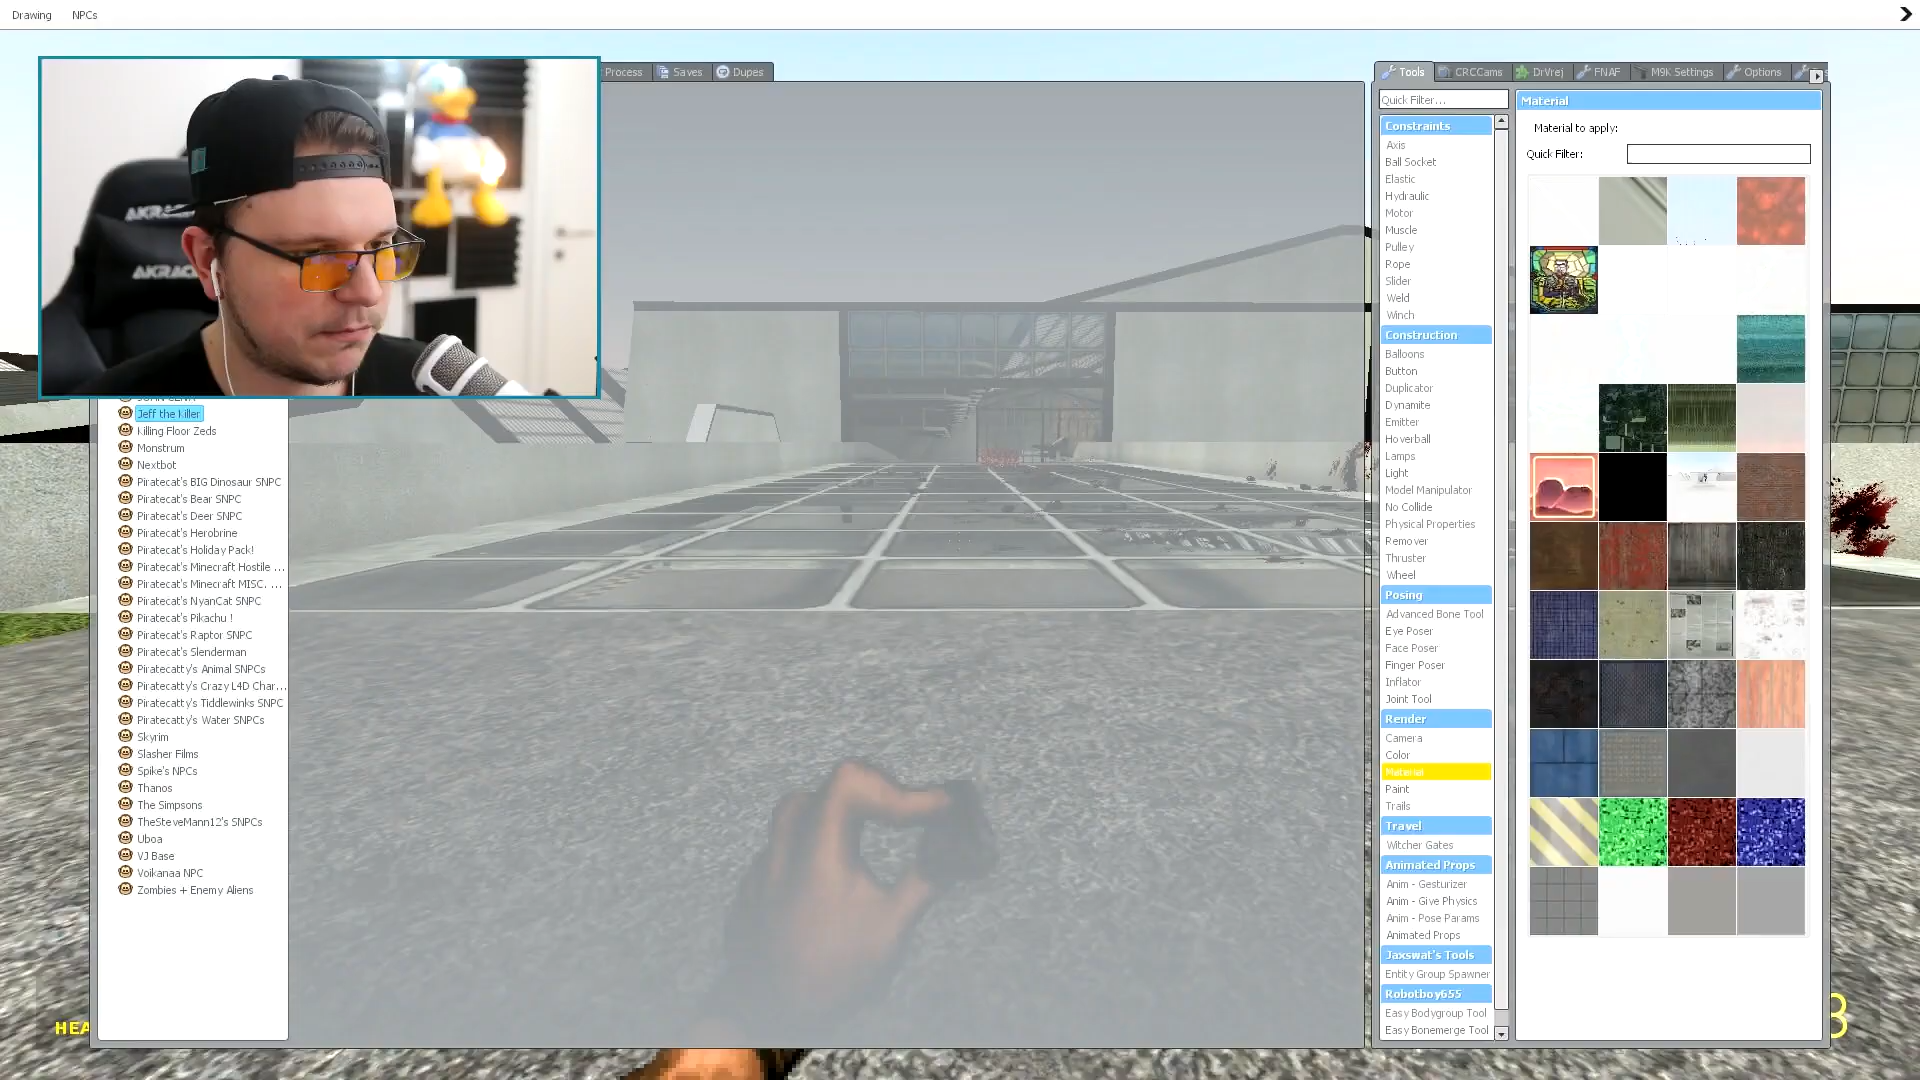 Drawing NPCs
Process Saves Dupes
Tools CRCCams DrVrej FNAF M9K Settings Options
AKRACING
AKRAC
Jeff the Killer
Killing Floor Zeds
Monstrum
Nextbot
Piratecat's BIG Dinosaur SNPC
Piratecat's Bear SNPC
Piratecat's Deer SNPC
Piratecat's Herobrine
Piratecat's Holiday Pack!
Piratecat's Minecraft Hostile ...
Piratecat's Minecraft MISC. ...
Piratecat's NyanCat SNPC
Piratecat's Pikachu !
Piratecat's Raptor SNPC
Piratecat's Slenderman
Piratecatty's Animal SNPCs
Piratecatty's Crazy L4D Char...
Piratecatty's Tiddlewinks SNPC
Piratecatty's Water SNPCs
Skyrim
Slasher Films
Spike's NPCs
Thanos
The Simpsons
TheSteveMann12's SNPCs
Uboa
VJ Base
Voikanaa NPC
Zombies + Enemy Aliens
HEA
Quick Filter...
Constraints
Axis
Ball Socket
Elastic
Hydraulic
Motor
Muscle
Pulley
Rope
Slider
Weld
Winch
Construction
Balloons
Button
Duplicator
Dynamite
Emitter
Hoverball
Lamps
Light
Model Manipulator
No Collide
Physical Properties
Remover
Thruster
Wheel
Posing
Advanced Bone Tool
Eye Poser
Face Poser
Finger Poser
Inflator
Joint Tool
Render
Camera
Color
Material
Paint
Trails
Travel
Witcher Gates
Animated Props
Anim - Gesturizer
Anim - Give Physics
Anim - Pose Params
Animated Props
Jaxswat's Tools
Entity Group Spawner
Robotboy655
Easy Bodygroup Tool
Easy Bonemerge Tool
Material
Material to apply:
Quick Filter:
3